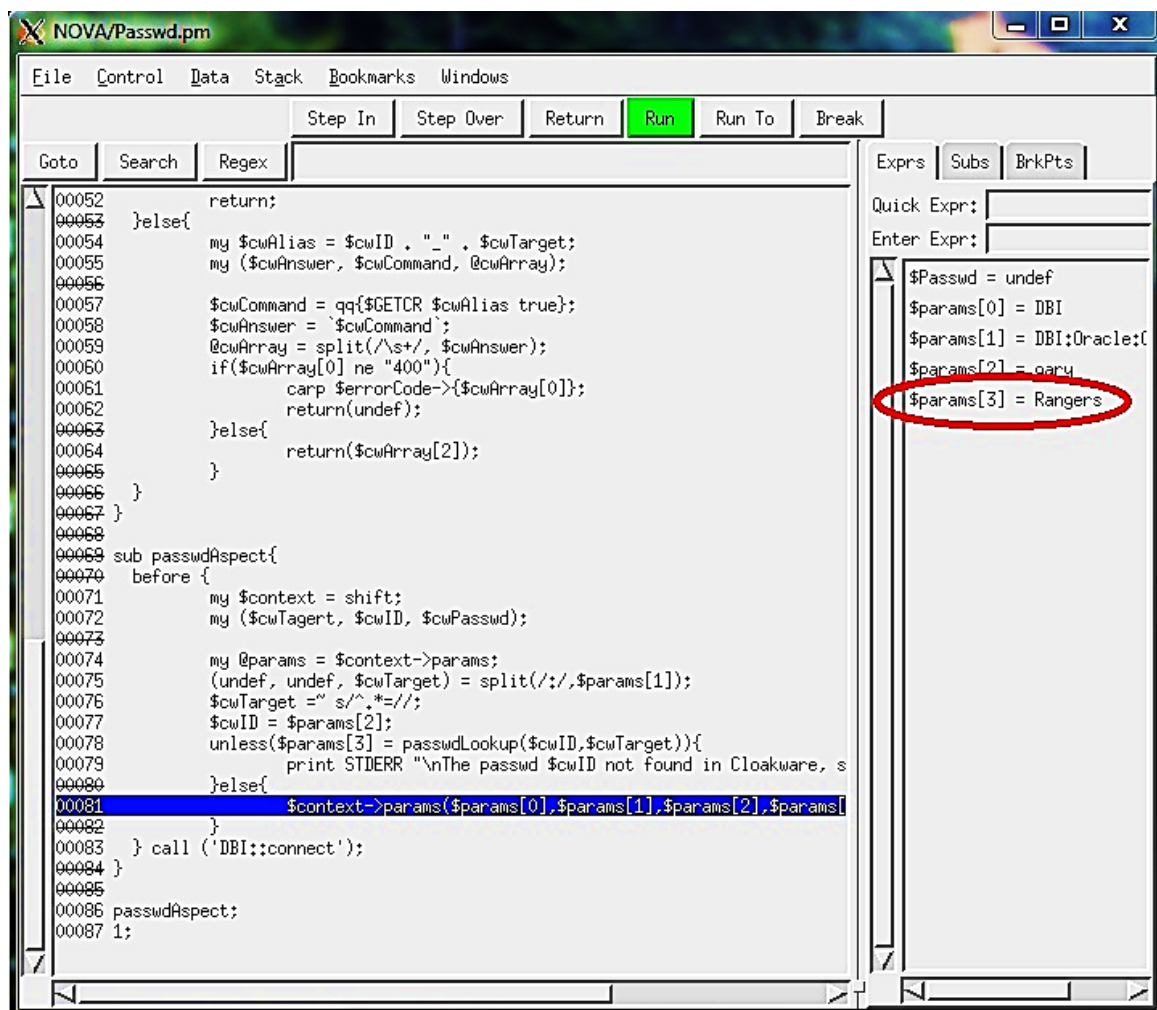 NOVA/Passwd.pm
File Control Data Stack Bookmarks Windows
Step In Step Over Return Run Run To Break
Goto Search Regex
Exprs Subs BrkPts
Quick Expr:
Enter Expr:
00052 return;
00053 }else{
00054 my $cwAlias = $cwID . "_" . $cwTarget;
00055 my ($cwAnswer, $cwCommand, @cwArray);
00056
00057 $cwCommand = qq{$GETCR $cwAlias true};
00058 $cwAnswer = `$cwCommand`;
00059 @cwArray = split(/\s+/, $cwAnswer);
00060 if($cwArray[0] ne "400"){
00061 carp $errorCode->{$cwArray[0]};
00062 return(undef);
00063 }else{
00064 return($cwArray[2]);
00065 }
00066 }
00067 }
00068
00069 sub passwdAspect{
00070 before {
00071 my $context = shift;
00072 my ($cwTagert, $cwID, $cwPasswd);
00073
00074 my @params = $context->params;
00075 (undef, undef, $cwTarget) = split(/:/,$params[1]);
00076 $cwTarget =~ s/^.*=//;
00077 $cwID = $params[2];
00078 unless($params[3] = passwdLookup($cwID,$cwTarget)){
00079 print STDERR "\nThe passwd $cwID not found in Cloakware, s
00080 }else{
00081 $context->params($params[0],$params[1],$params[2],$params[
00082 }
00083 } call ('DBI::connect');
00084 }
00085
00086 passwdAspect;
00087 1;
$Passwd = undef
$params[0] = DBI
$params[1] = DBI:Oracle:
$params[2] = gary
$params[3] = Rangers